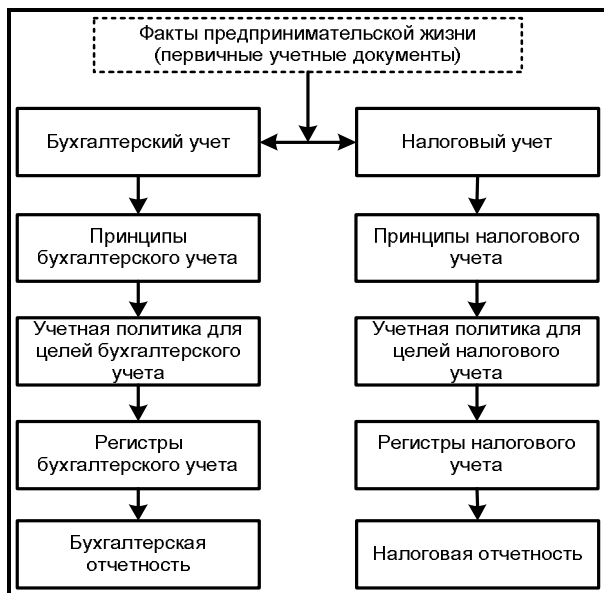 Факты предпринимательской жизни
(первичные учетные документы)
Бухгалтерский учет
Налоговый учет
Принципы
бухгалтерского учета
Принципы налогового
учета
Учетная политика для
целей бухгалтерского
учета
Учетная политика для
целей налогового
учета
Регистры
бухгалтерского учета
Регистры налогового
учета
Бухгалтерская
отчетность
Налоговая отчетность